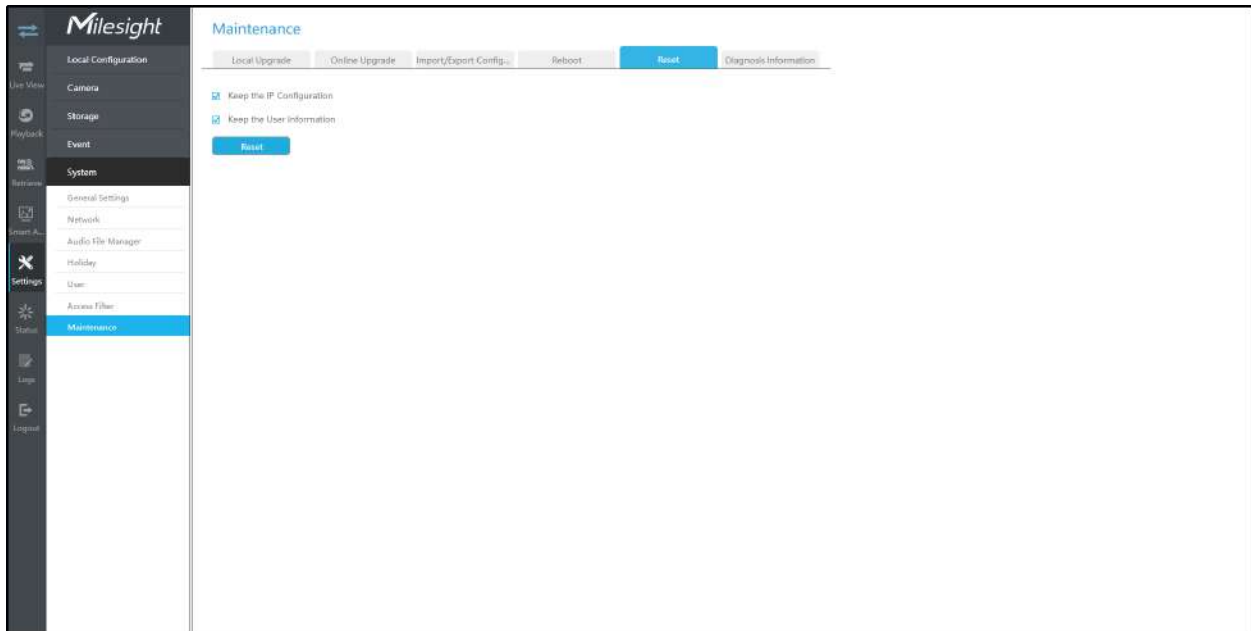 Milesight
Live View
Playback
Retrieve
Smart A...
Settings
Status
Logs
Logout
Local Configuration
Camera
Storage
Event
System
General Settings
Network
Audio File Manager
Holiday
User
Access Filter
Maintenance
Maintenance
Local Upgrade Online Upgrade Import/Export Config... Reboot Reset Diagnosis Information
Keep the IP Configuration
Keep the User Information
Reset